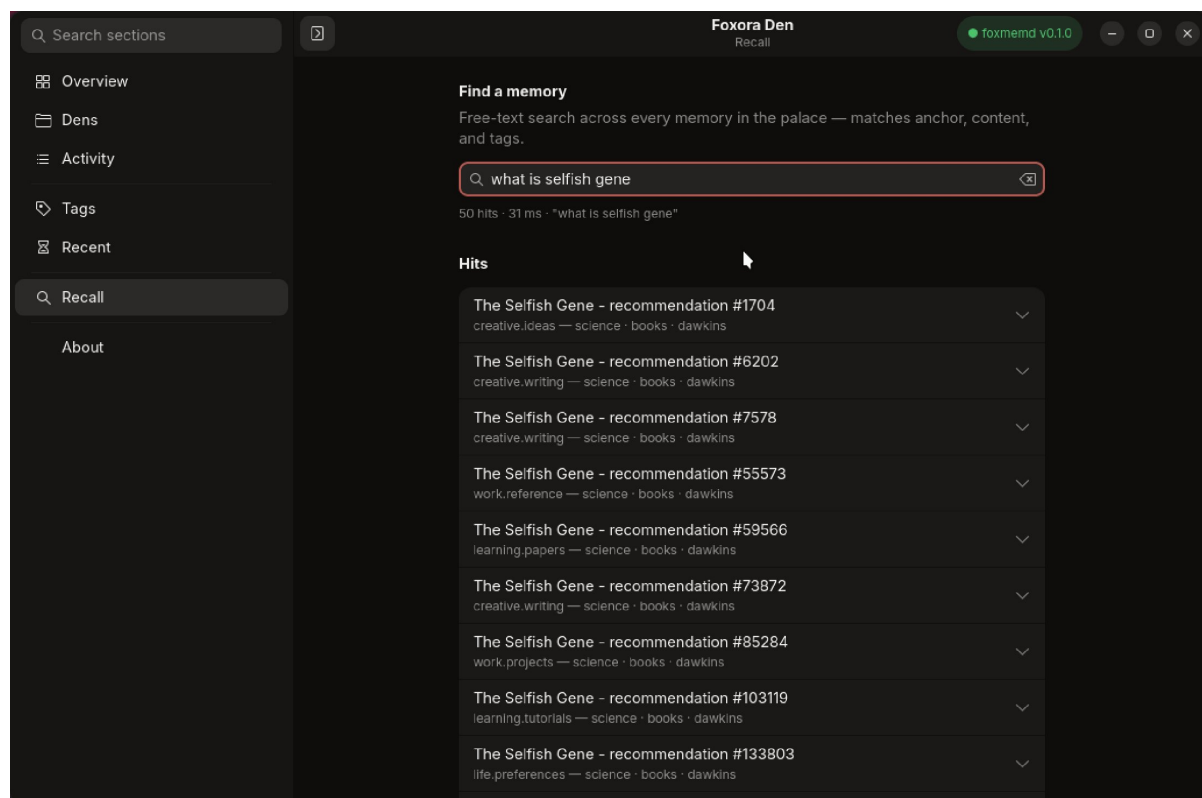 Search sections
Overview
Dens
Activity
Tags
Recent
Recall
About
Foxora Den
Recall
foxmemd v0.1.0
Find a memory
Free-text search across every memory in the palace — matches anchor, content,
and tags.
what is selfish gene
50 hits · 31 ms · "what is selfish gene"
Hits
The Selfish Gene - recommendation #1704
creative.ideas — science · books · dawkins
The Selfish Gene - recommendation #6202
creative.writing — science · books · dawkins
The Selfish Gene - recommendation #7578
creative.writing — science · books · dawkins
The Selfish Gene - recommendation #55573
work.reference — science · books · dawkins
The Selfish Gene - recommendation #59566
learning.papers — science · books · dawkins
The Selfish Gene - recommendation #73872
creative.writing — science · books · dawkins
The Selfish Gene - recommendation #85284
work.projects — science · books · dawkins
The Selfish Gene - recommendation #103119
learning.tutorials — science · books · dawkins
The Selfish Gene - recommendation #133803
life.preferences — science · books · dawkins